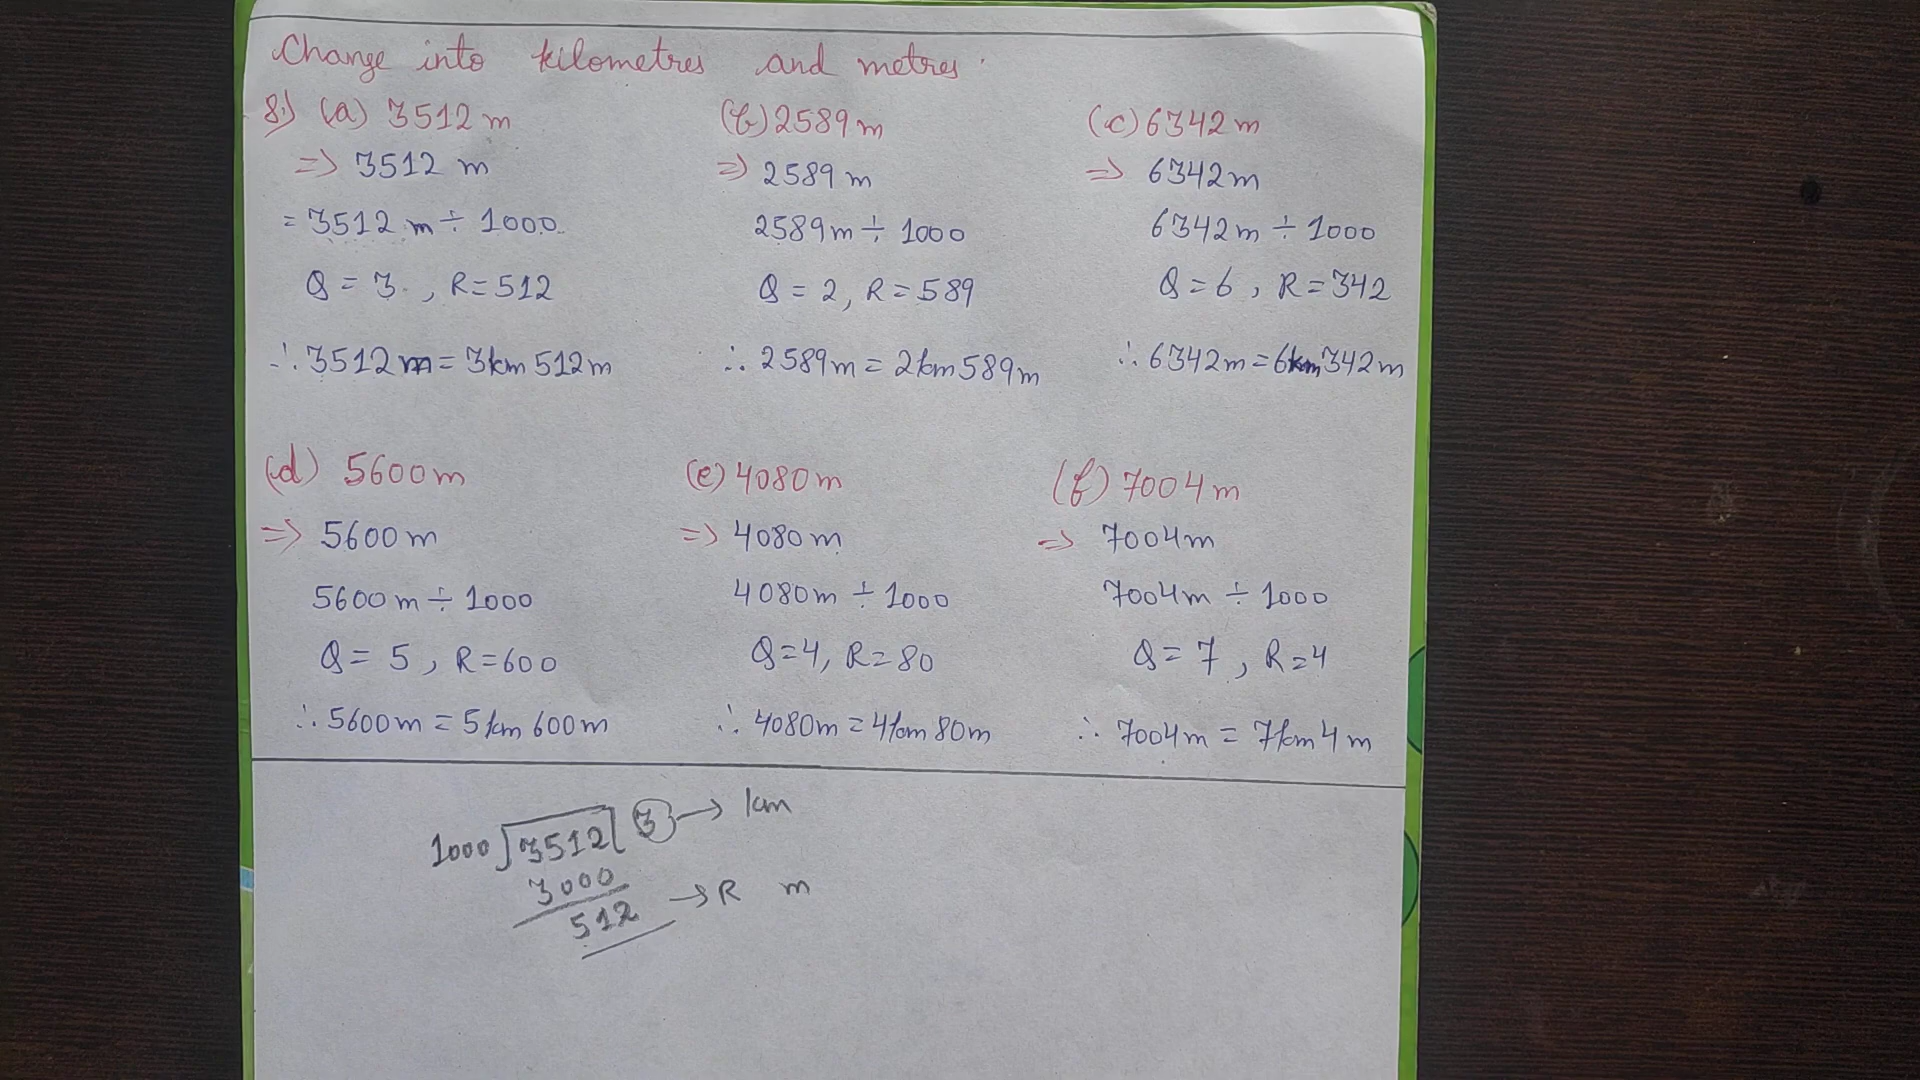 Change into kilometres and metres.
8.) (a) 3512 m (b) 2589 m (c) 6342 m
=> 3512 m => 2589 m => 6342 m
= 3512 m ÷ 1000 2589 m ÷ 1000 6342 m ÷ 1000
Q = 3 , R = 512 Q = 2, R = 589 Q = 6 , R = 342
∴ 3512 m = 3 km 512 m ∴ 2589 m = 2 km 589 m ∴ 6342 m = 6 km 342 m
(d) 5600 m (e) 4080 m (f) 7004 m
=> 5600 m => 4080 m => 7004 m
5600 m ÷ 1000 4080 m ÷ 1000 7004 m ÷ 1000
Q = 5 , R = 600 Q = 4, R = 80 Q = 7 , R = 4
∴ 5600 m = 5 km 600 m ∴ 4080 m = 4 km 80 m ∴ 7004 m = 7 km 4 m
1000 ) 3512 ( 3 → km
3000
512 → R m